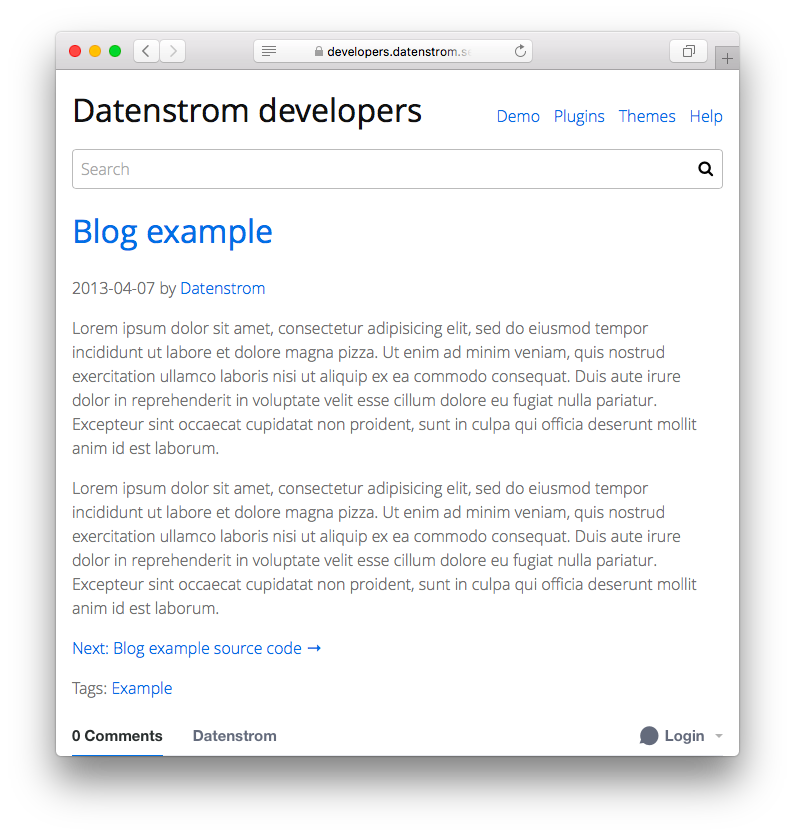 developers.datenstrom.se
Datenstrom developers
Demo Plugins Themes Help
Search
Blog example
2013-04-07 by Datenstrom
Lorem ipsum dolor sit amet, consectetur adipisicing elit, sed do eiusmod tempor
incididunt ut labore et dolore magna pizza. Ut enim ad minim veniam, quis nostrud
exercitation ullamco laboris nisi ut aliquip ex ea commodo consequat. Duis aute irure
dolor in reprehenderit in voluptate velit esse cillum dolore eu fugiat nulla pariatur.
Excepteur sint occaecat cupidatat non proident, sunt in culpa qui officia deserunt mollit
anim id est laborum.
Lorem ipsum dolor sit amet, consectetur adipisicing elit, sed do eiusmod tempor
incididunt ut labore et dolore magna pizza. Ut enim ad minim veniam, quis nostrud
exercitation ullamco laboris nisi ut aliquip ex ea commodo consequat. Duis aute irure
dolor in reprehenderit in voluptate velit esse cillum dolore eu fugiat nulla pariatur.
Excepteur sint occaecat cupidatat non proident, sunt in culpa qui officia deserunt mollit
anim id est laborum.
Next: Blog example source code →
Tags: Example
0 Comments Datenstrom Login